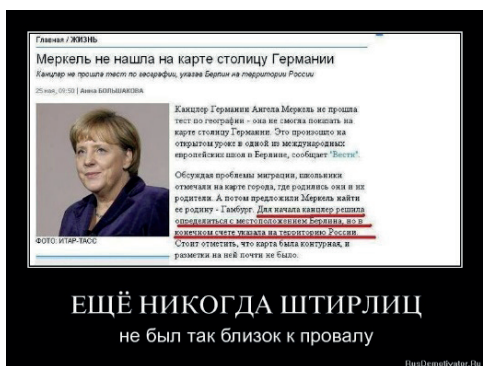 Главная / ЖИЗНЬ
Меркель не нашла на карте столицу Германии
Канцлер не прошла тест по географии, указав Берлин на территории России
25 мая, 09:50 | Анна БОЛЬШАКОВА
Канцлер Германии Ангела Меркель не прошла
тест по географии - она не смогла показать на
карте столицу Германии. Это произошло на
открытом уроке в одной из международных
европейских школ в Берлине, сообщает "Вести".
Обсуждая проблемы миграции, школьники
отмечали на карте города, где родились они и их
родители. А потом предложили Меркель найти
ее родину - Гамбург. Для начала канцлер решила
определиться с местоположением Берлина, но в
конечном счете указала на территорию России.
Стоит отметить, что карта была контурная, и
разметки на ней почти не было.
ФОТО: ИТАР-ТАСС
ЕЩЁ НИКОГДА ШТИРЛИЦ
не был так близок к провалу
RusDemotivator.Ru